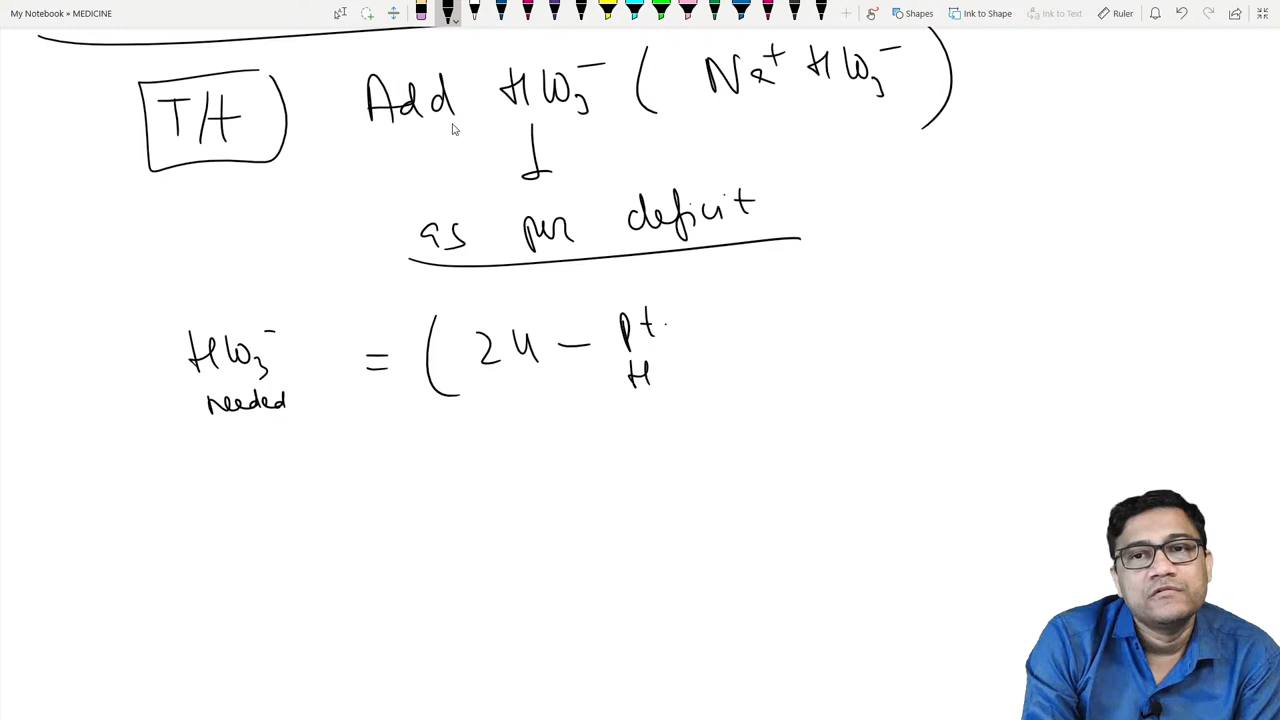 My Notebook » MEDICINE
Shapes Ink to Shape Ink to Text Ruler
T/t Add HCO3⁻ ( Na⁺ HCO3⁻ )
as per deficit
HCO3⁻ = ( 24 - pt.
needed H